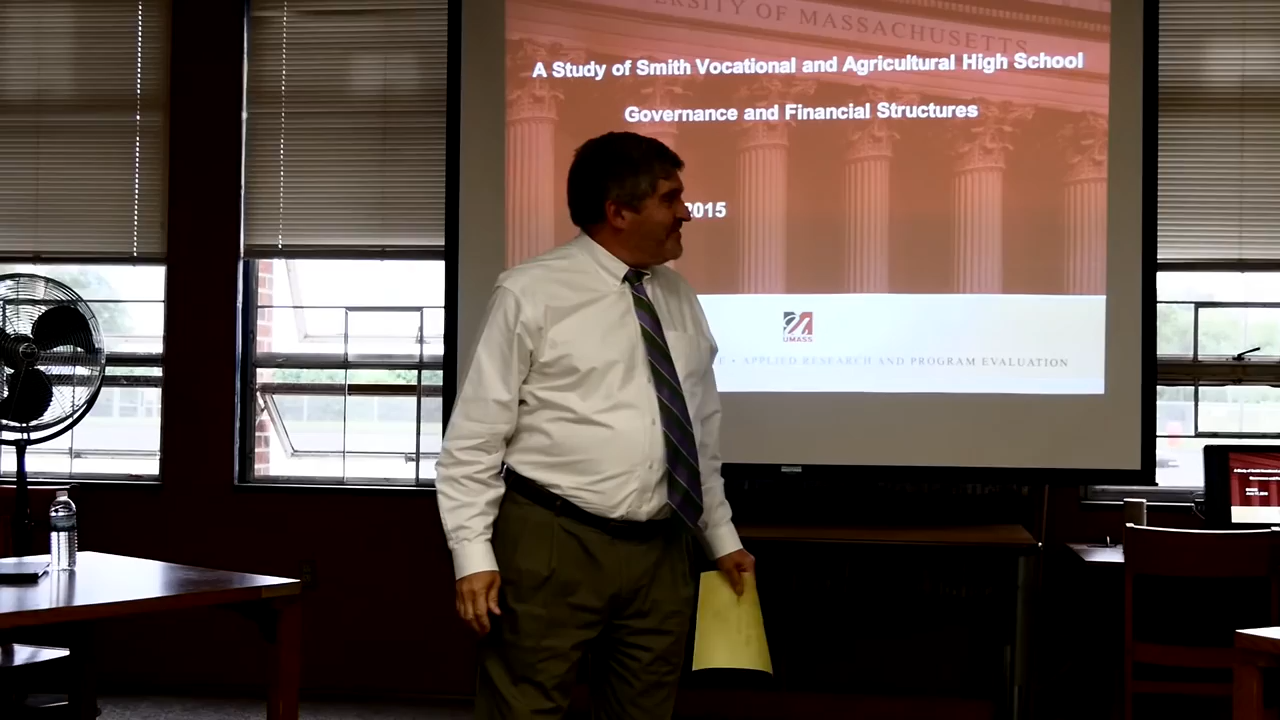 UNIVERSITY OF MASSACHUSETTS
A Study of Smith Vocational and Agricultural High School
Governance and Financial Structures
2015
UMASS
• APPLIED RESEARCH AND PROGRAM EVALUATION